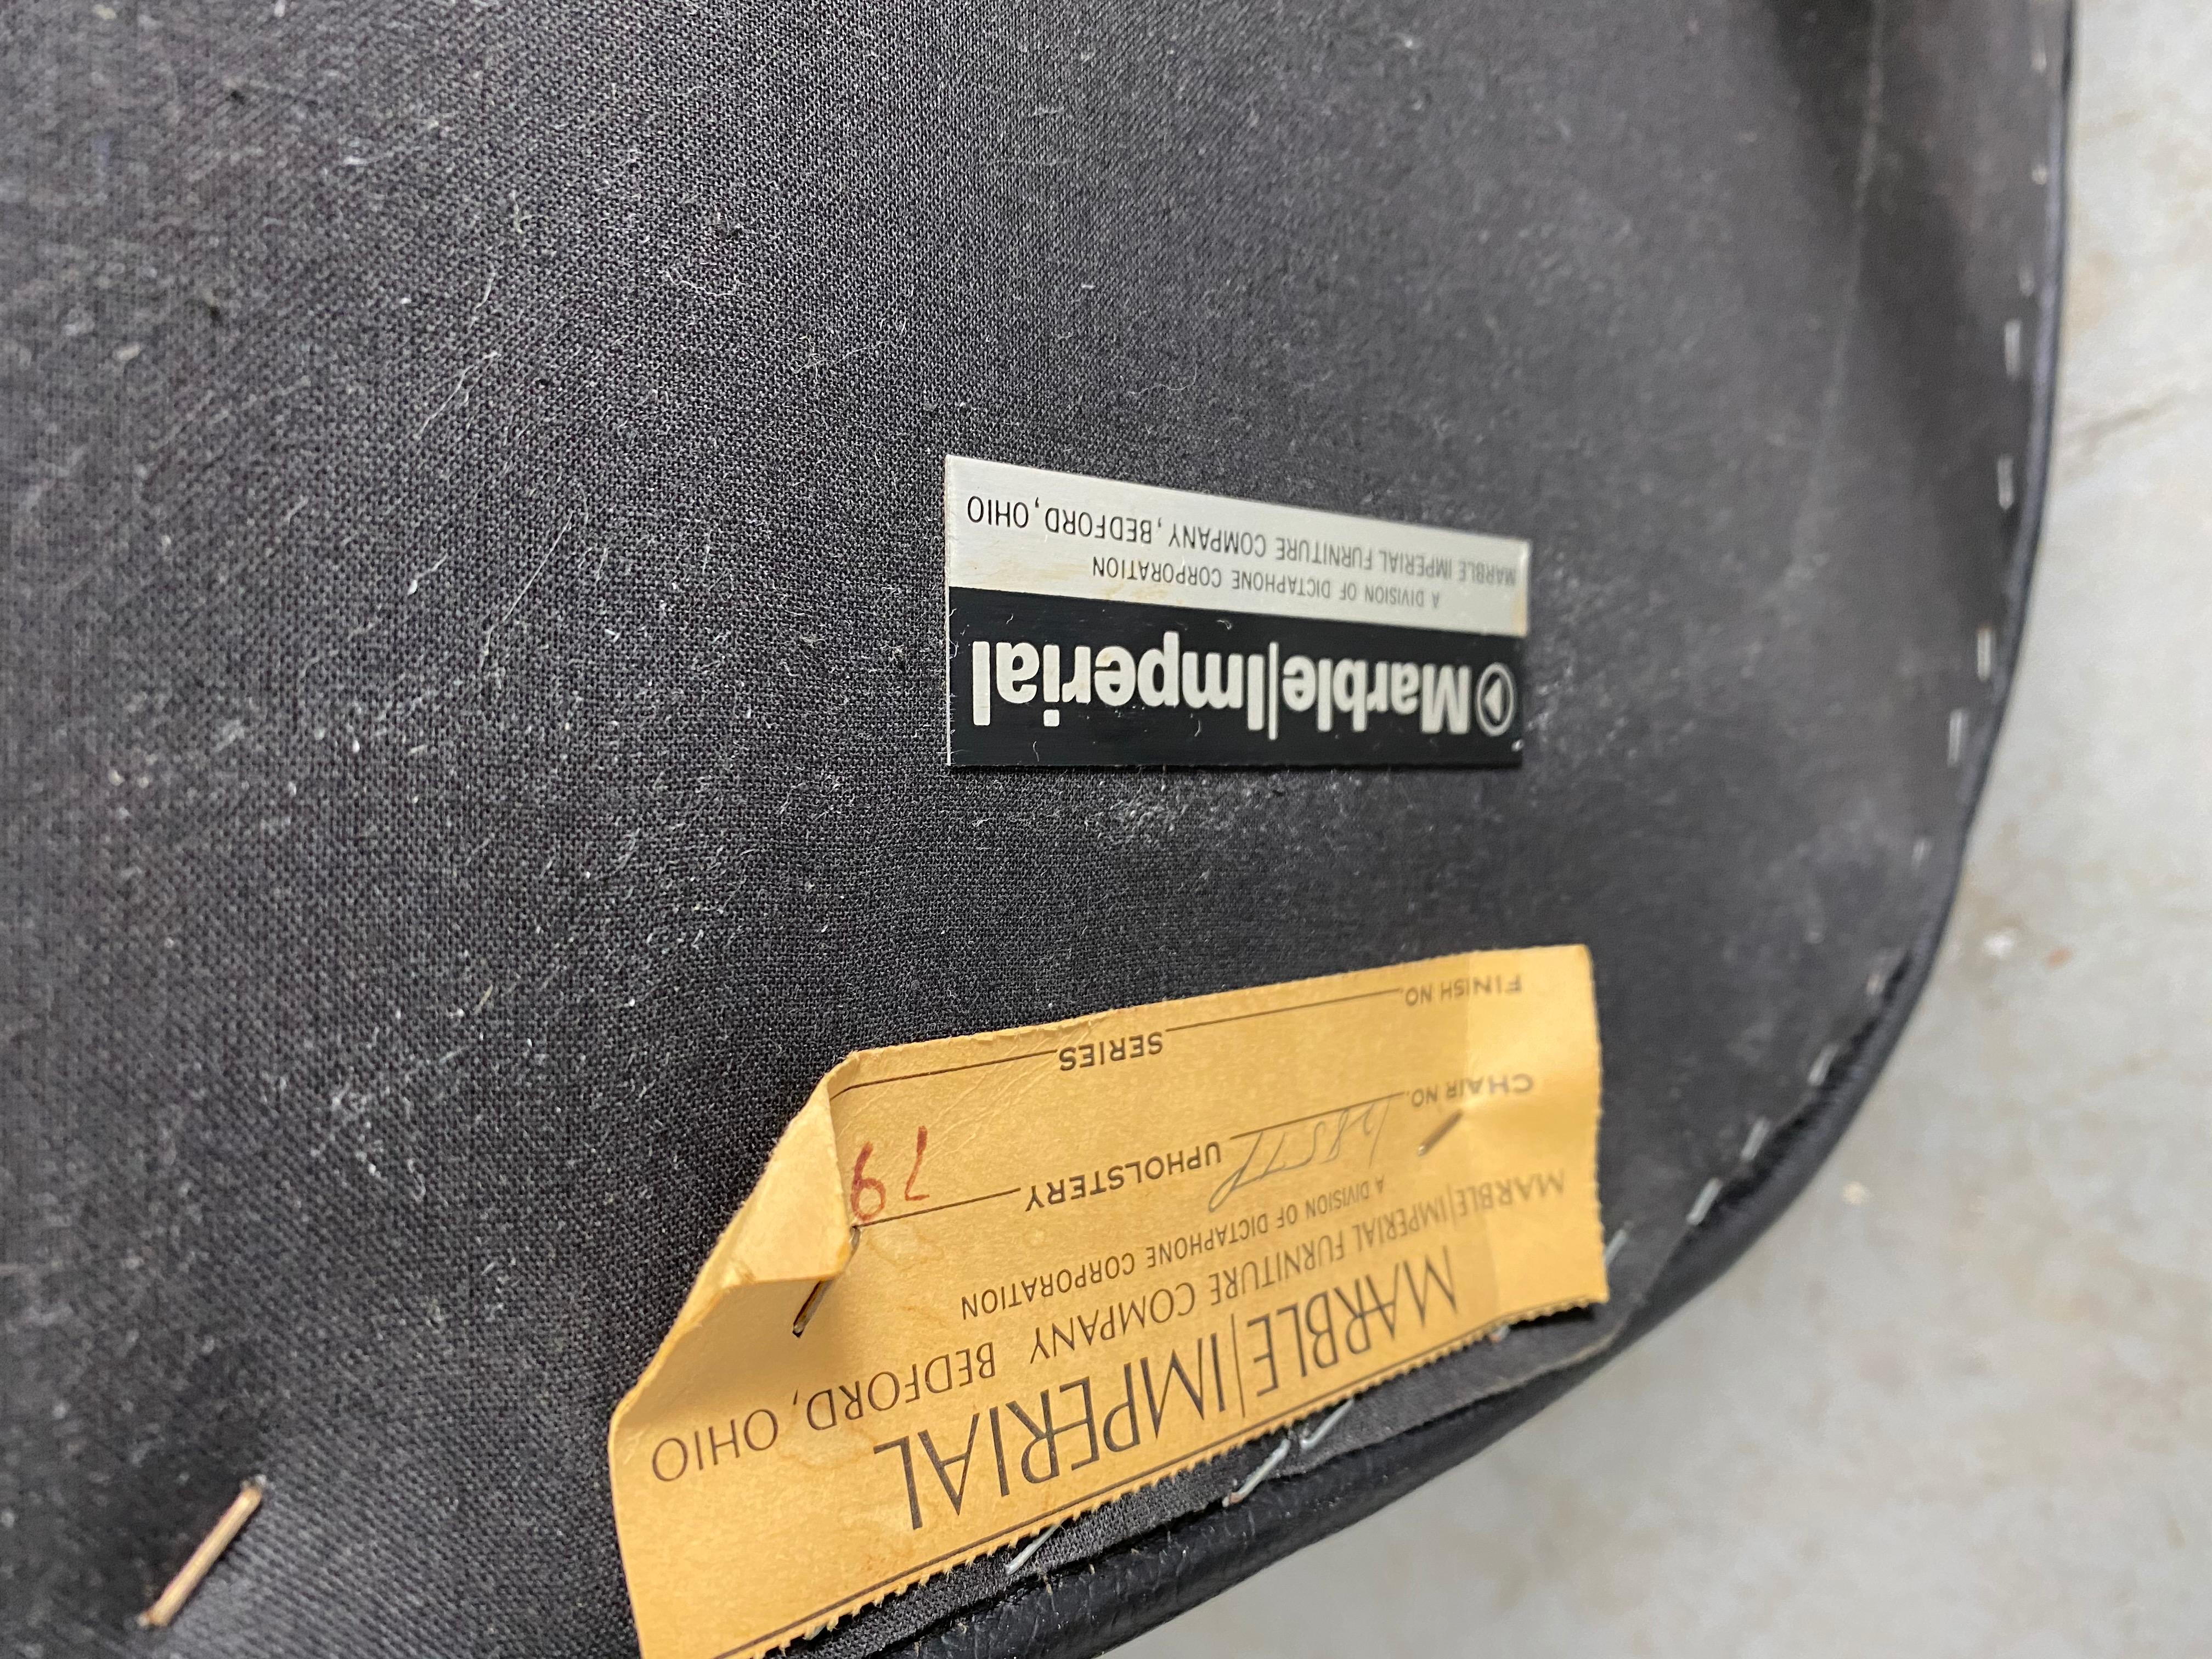 Marble|Imperial
A DIVISION OF DICTAPHONE CORPORATION
MARBLE IMPERIAL FURNITURE COMPANY, BEDFORD, OHIO
MARBLE|IMPERIAL
MARBLE|IMPERIAL FURNITURE COMPANY BEDFORD, OHIO
A DIVISION OF DICTAPHONE CORPORATION
CHAIR NO. UPHOLSTERY
FINISH NO. SERIES